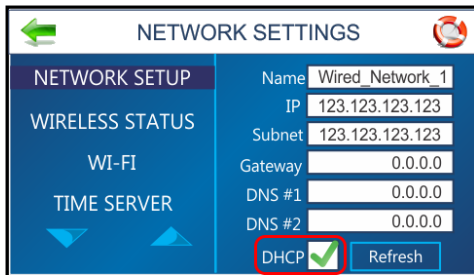 NETWORK SETTINGS
NETWORK SETUP
WIRELESS STATUS
WI-FI
TIME SERVER
Name Wired_Network_1
IP 123.123.123.123
Subnet 123.123.123.123
Gateway 0.0.0.0
DNS #1 0.0.0.0
DNS #2 0.0.0.0
DHCP Refresh